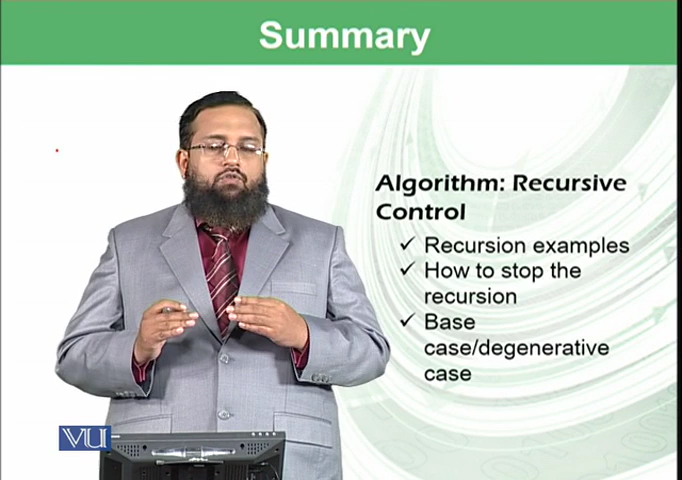 Summary
Algorithm: Recursive
Control
✓ Recursion examples
✓ How to stop the
recursion
✓ Base
case/degenerative
case
VU